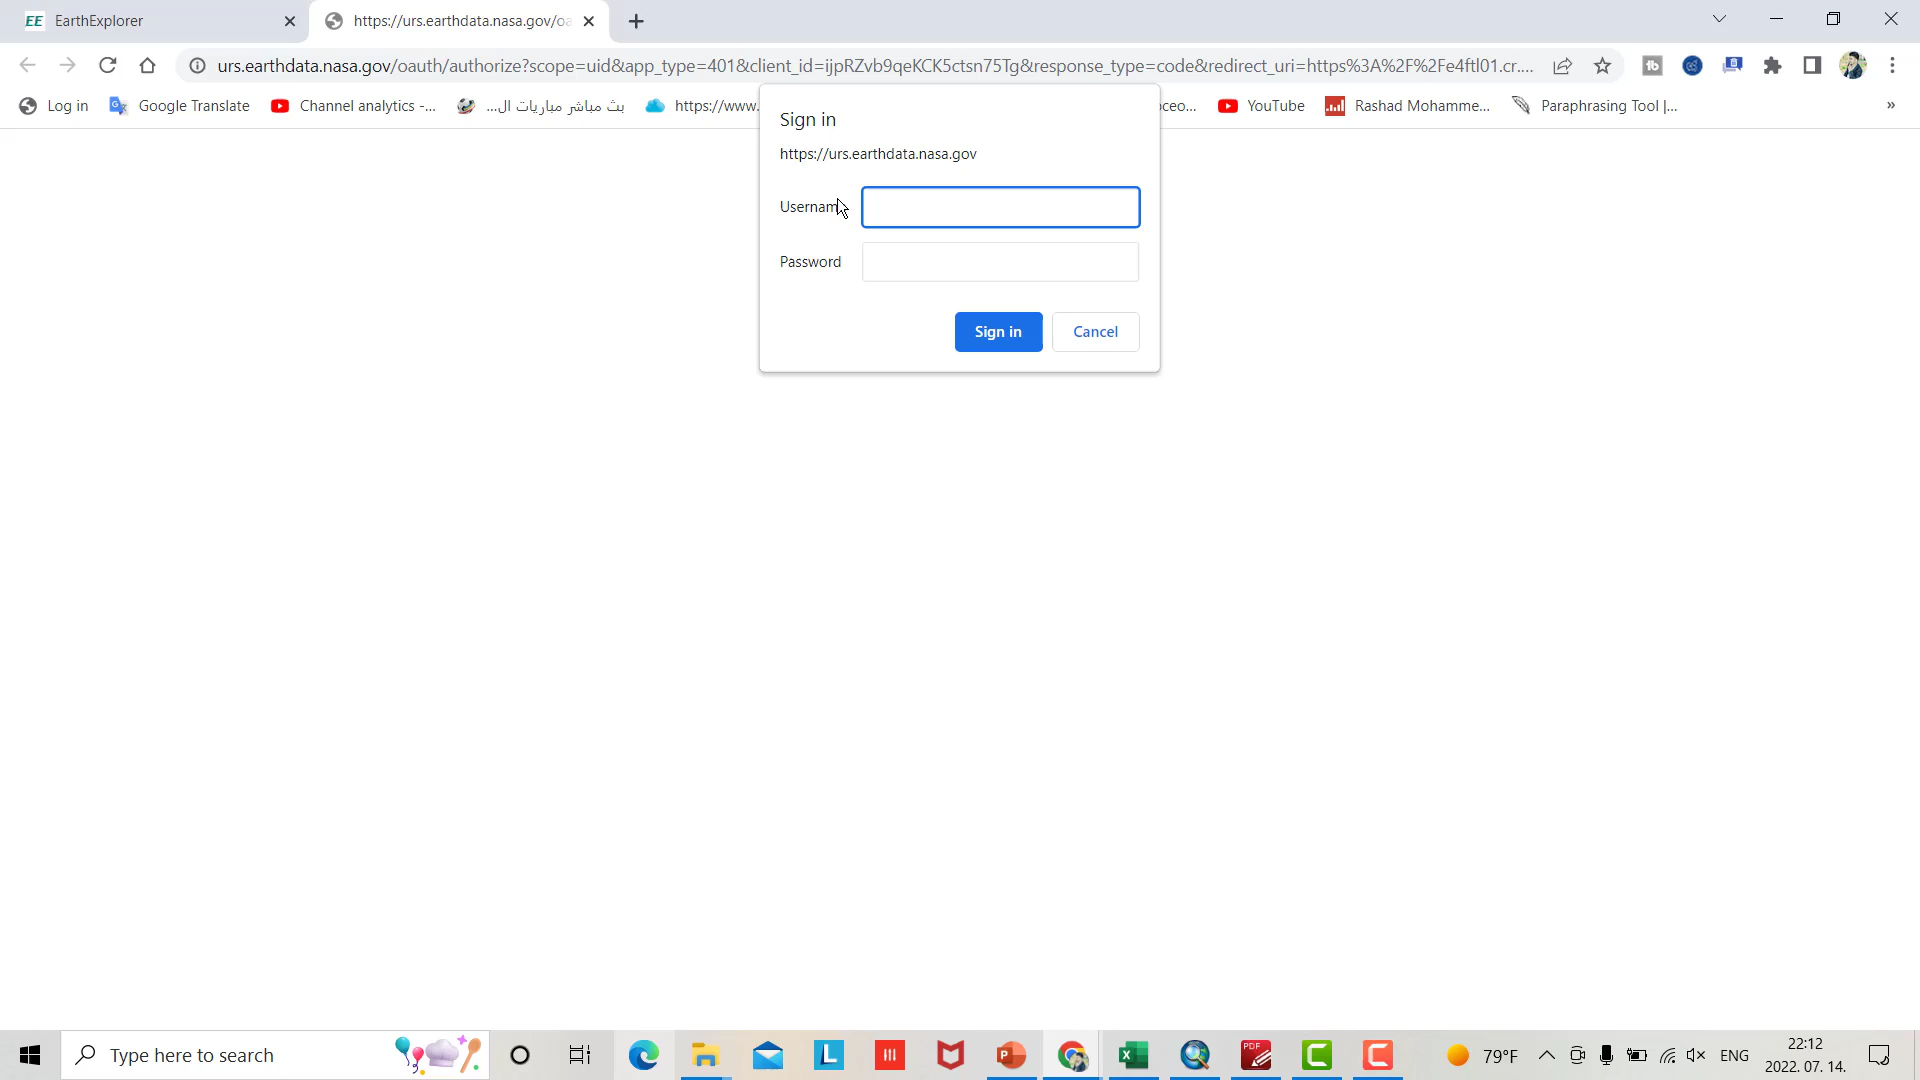 EE EarthExplorer
https://urs.earthdata.nasa.gov/oa
urs.earthdata.nasa.gov/oauth/authorize?scope=uid&app_type=401&client_id=ijpRZvb9qeKCK5ctsn75Tg&response_type=code&redirect_uri=https%3A%2F%2Fe4ftl01.cr....
Log in Google Translate Channel analytics -... بث مباشر مباريات ال... https://www. oceo... YouTube Rashad Mohamme... Paraphrasing Tool |... »
Sign in
https://urs.earthdata.nasa.gov
Username
Password
Sign in Cancel
Type here to search
79°F ENG
22:12
2022. 07. 14.